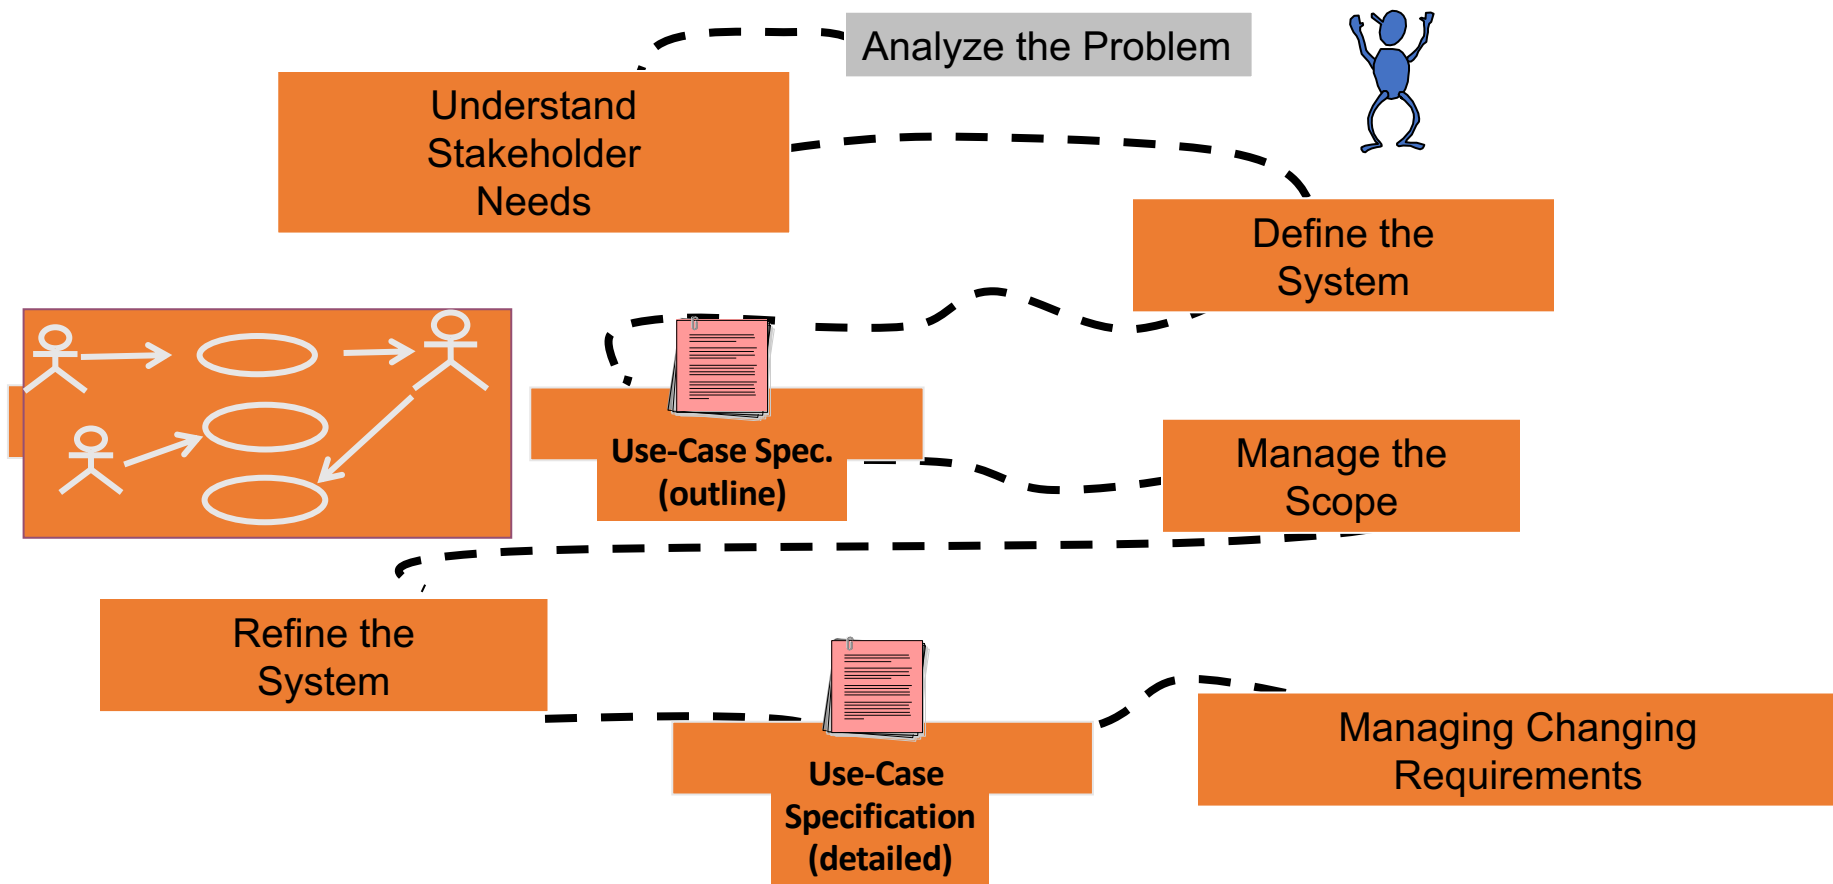 Analyze the Problem
Understand
Stakeholder
Needs
Define the
System
Use-Case Spec.
(outline)
Manage the
Scope
Refine the
System
Use-Case
Specification
(detailed)
Managing Changing
Requirements